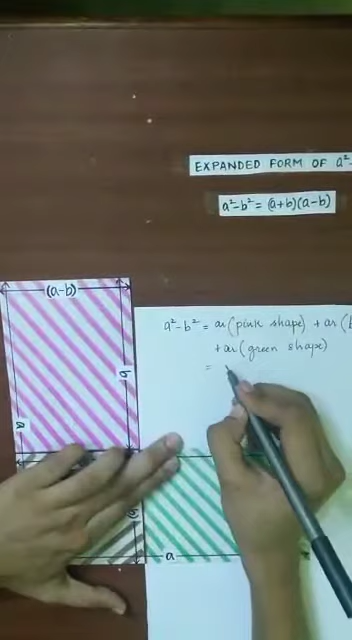 EXPANDED FORM OF a²-
a²-b² = (a+b)(a-b)
(a-b)
a²-b² = ar(pink shape) + ar(b
+ ar(green shape)
=
b
a
a